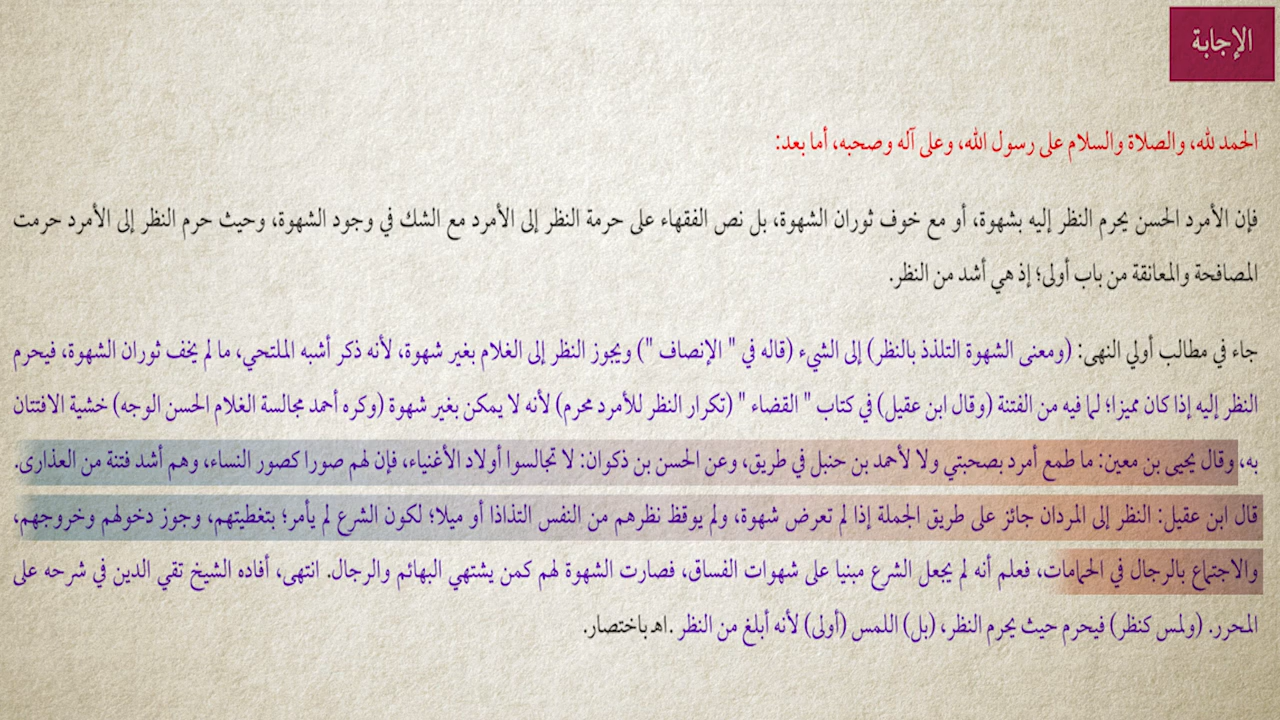 الإجابة
الحمد لله، والصلاة والسلام على رسول الله، وعلى آله وصحبه، أما بعد:
فإن الأمرد الحسن يحرم النظر إليه بشهوة، أو مع خوف ثوران الشهوة، بل نص الفقهاء على حرمة النظر إلى الأمرد مع الشك في وجود الشهوة، وحيث حرم النظر إلى الأمرد حرمت
المصافحة والمعانقة من باب أولى؛ إذ هي أشد من النظر.
جاء في مطالب أولي النهى: (ومعنى الشهوة التلذذ بالنظر) إلى الشيء (قاله في " الإنصاف ") ويجوز النظر إلى الغلام بغير شهوة، لأنه ذكر أشبه الملتحي، ما لم يخف ثوران الشهوة، فيحرم
النظر إليه إذا كان مميزا؛ لما فيه من الفتنة (وقال ابن عقيل) في كتاب " القضاء " (تكرار النظر للأمرد محرم) لأنه لا يمكن بغير شهوة (وكره أحمد مجالسة الغلام الحسن الوجه) خشية الافتتان
به، وقال يحيى بن معين: ما طمع أمرد بصحبتي ولا لأحمد بن حنبل في طريق، وعن الحسن بن ذكوان: لا تجالسوا أولاد الأغنياء، فإن لهم صورا كصور النساء، وهم أشد فتنة من العذارى.
قال ابن عقيل: النظر إلى المردان جائز على طريق الجملة إذا لم تعرض شهوة، ولم يوقظ نظرهم من النفس التذاذا أو ميلا؛ لكون الشرع لم يأمر؛ بتغطيتهم، وجوز دخولهم وخروجهم،
والاجتماع بالرجال في الحمامات، فعلم أنه لم يجعل الشرع مبنيا على شهوات الفساق، فصارت الشهوة لهم كمن يشتهي البهائم والرجال. انتهى، أفاده الشيخ تقي الدين في شرحه على
المحرر. (ولمس كنظر) فيحرم حيث يحرم النظر، (بل) اللمس (أولى) لأنه أبلغ من النظر .اهـ باختصار.